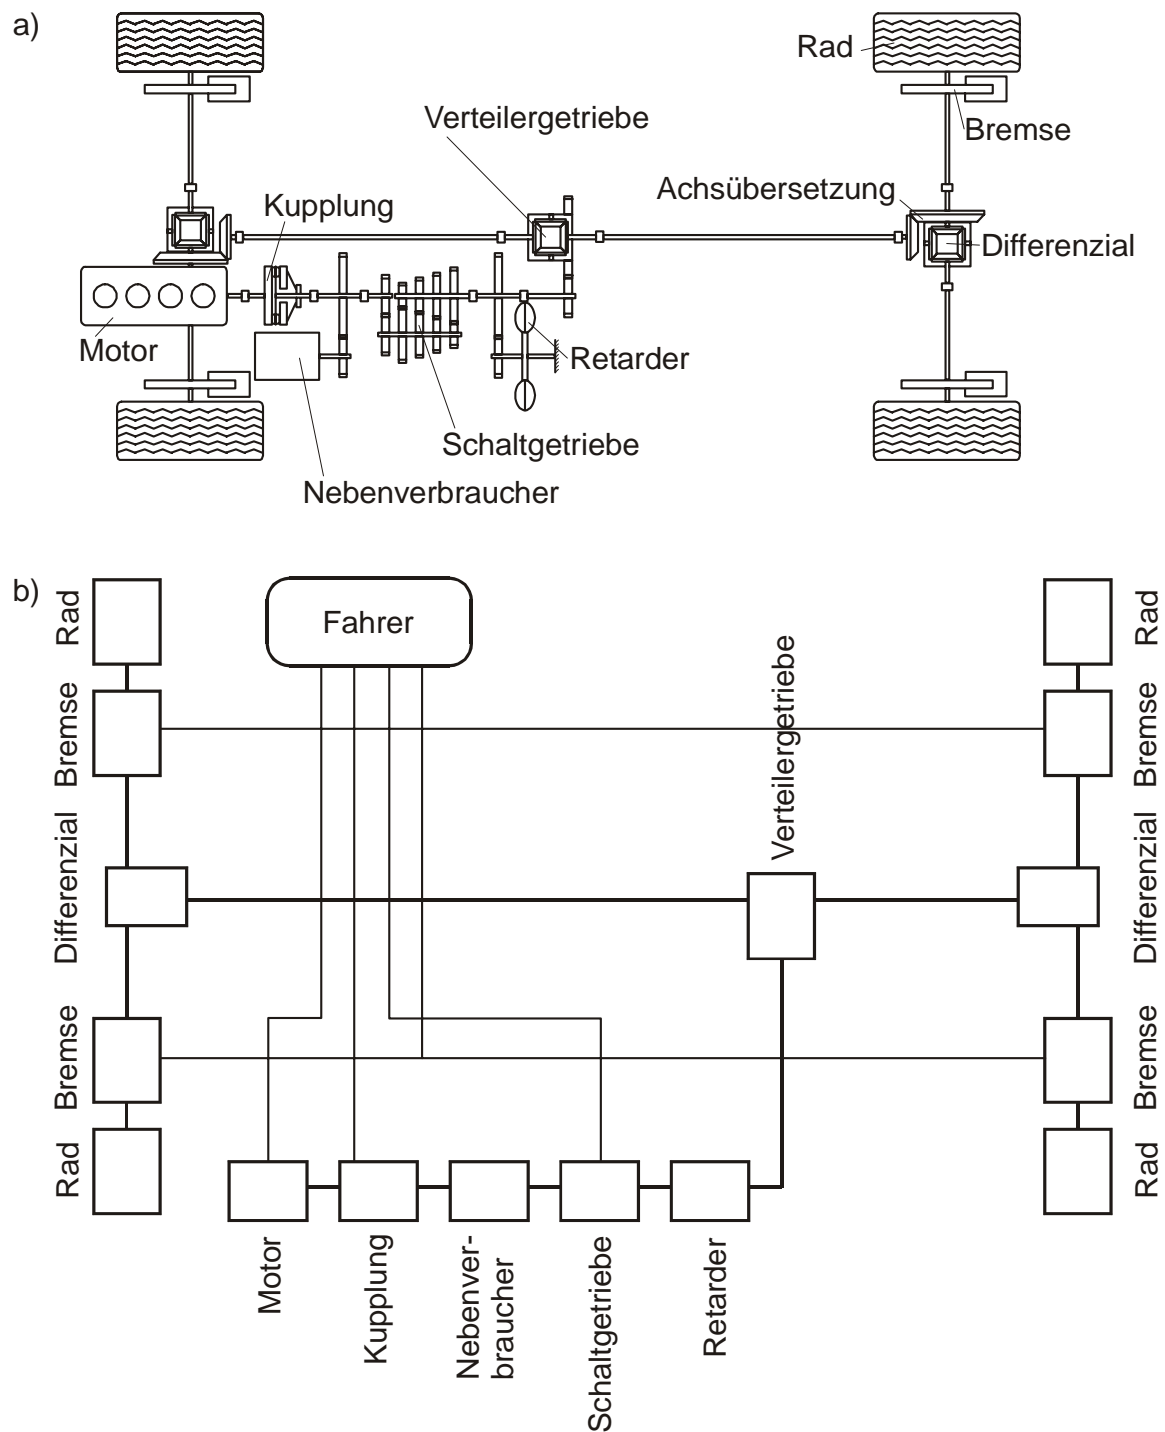 a)
Rad
Verteilergetriebe
Bremse
Achsübersetzung
Kupplung
Differenzial
Motor
Retarder
Schaltgetriebe
Nebenverbraucher
b)
Rad
Fahrer
Rad
Verteilergetriebe
Bremse
Bremse
Differenzial
Differenzial
Bremse
Bremse
Rad
Rad
Motor
Kupplung
Nebenver-
braucher
Schaltgetriebe
Retarder